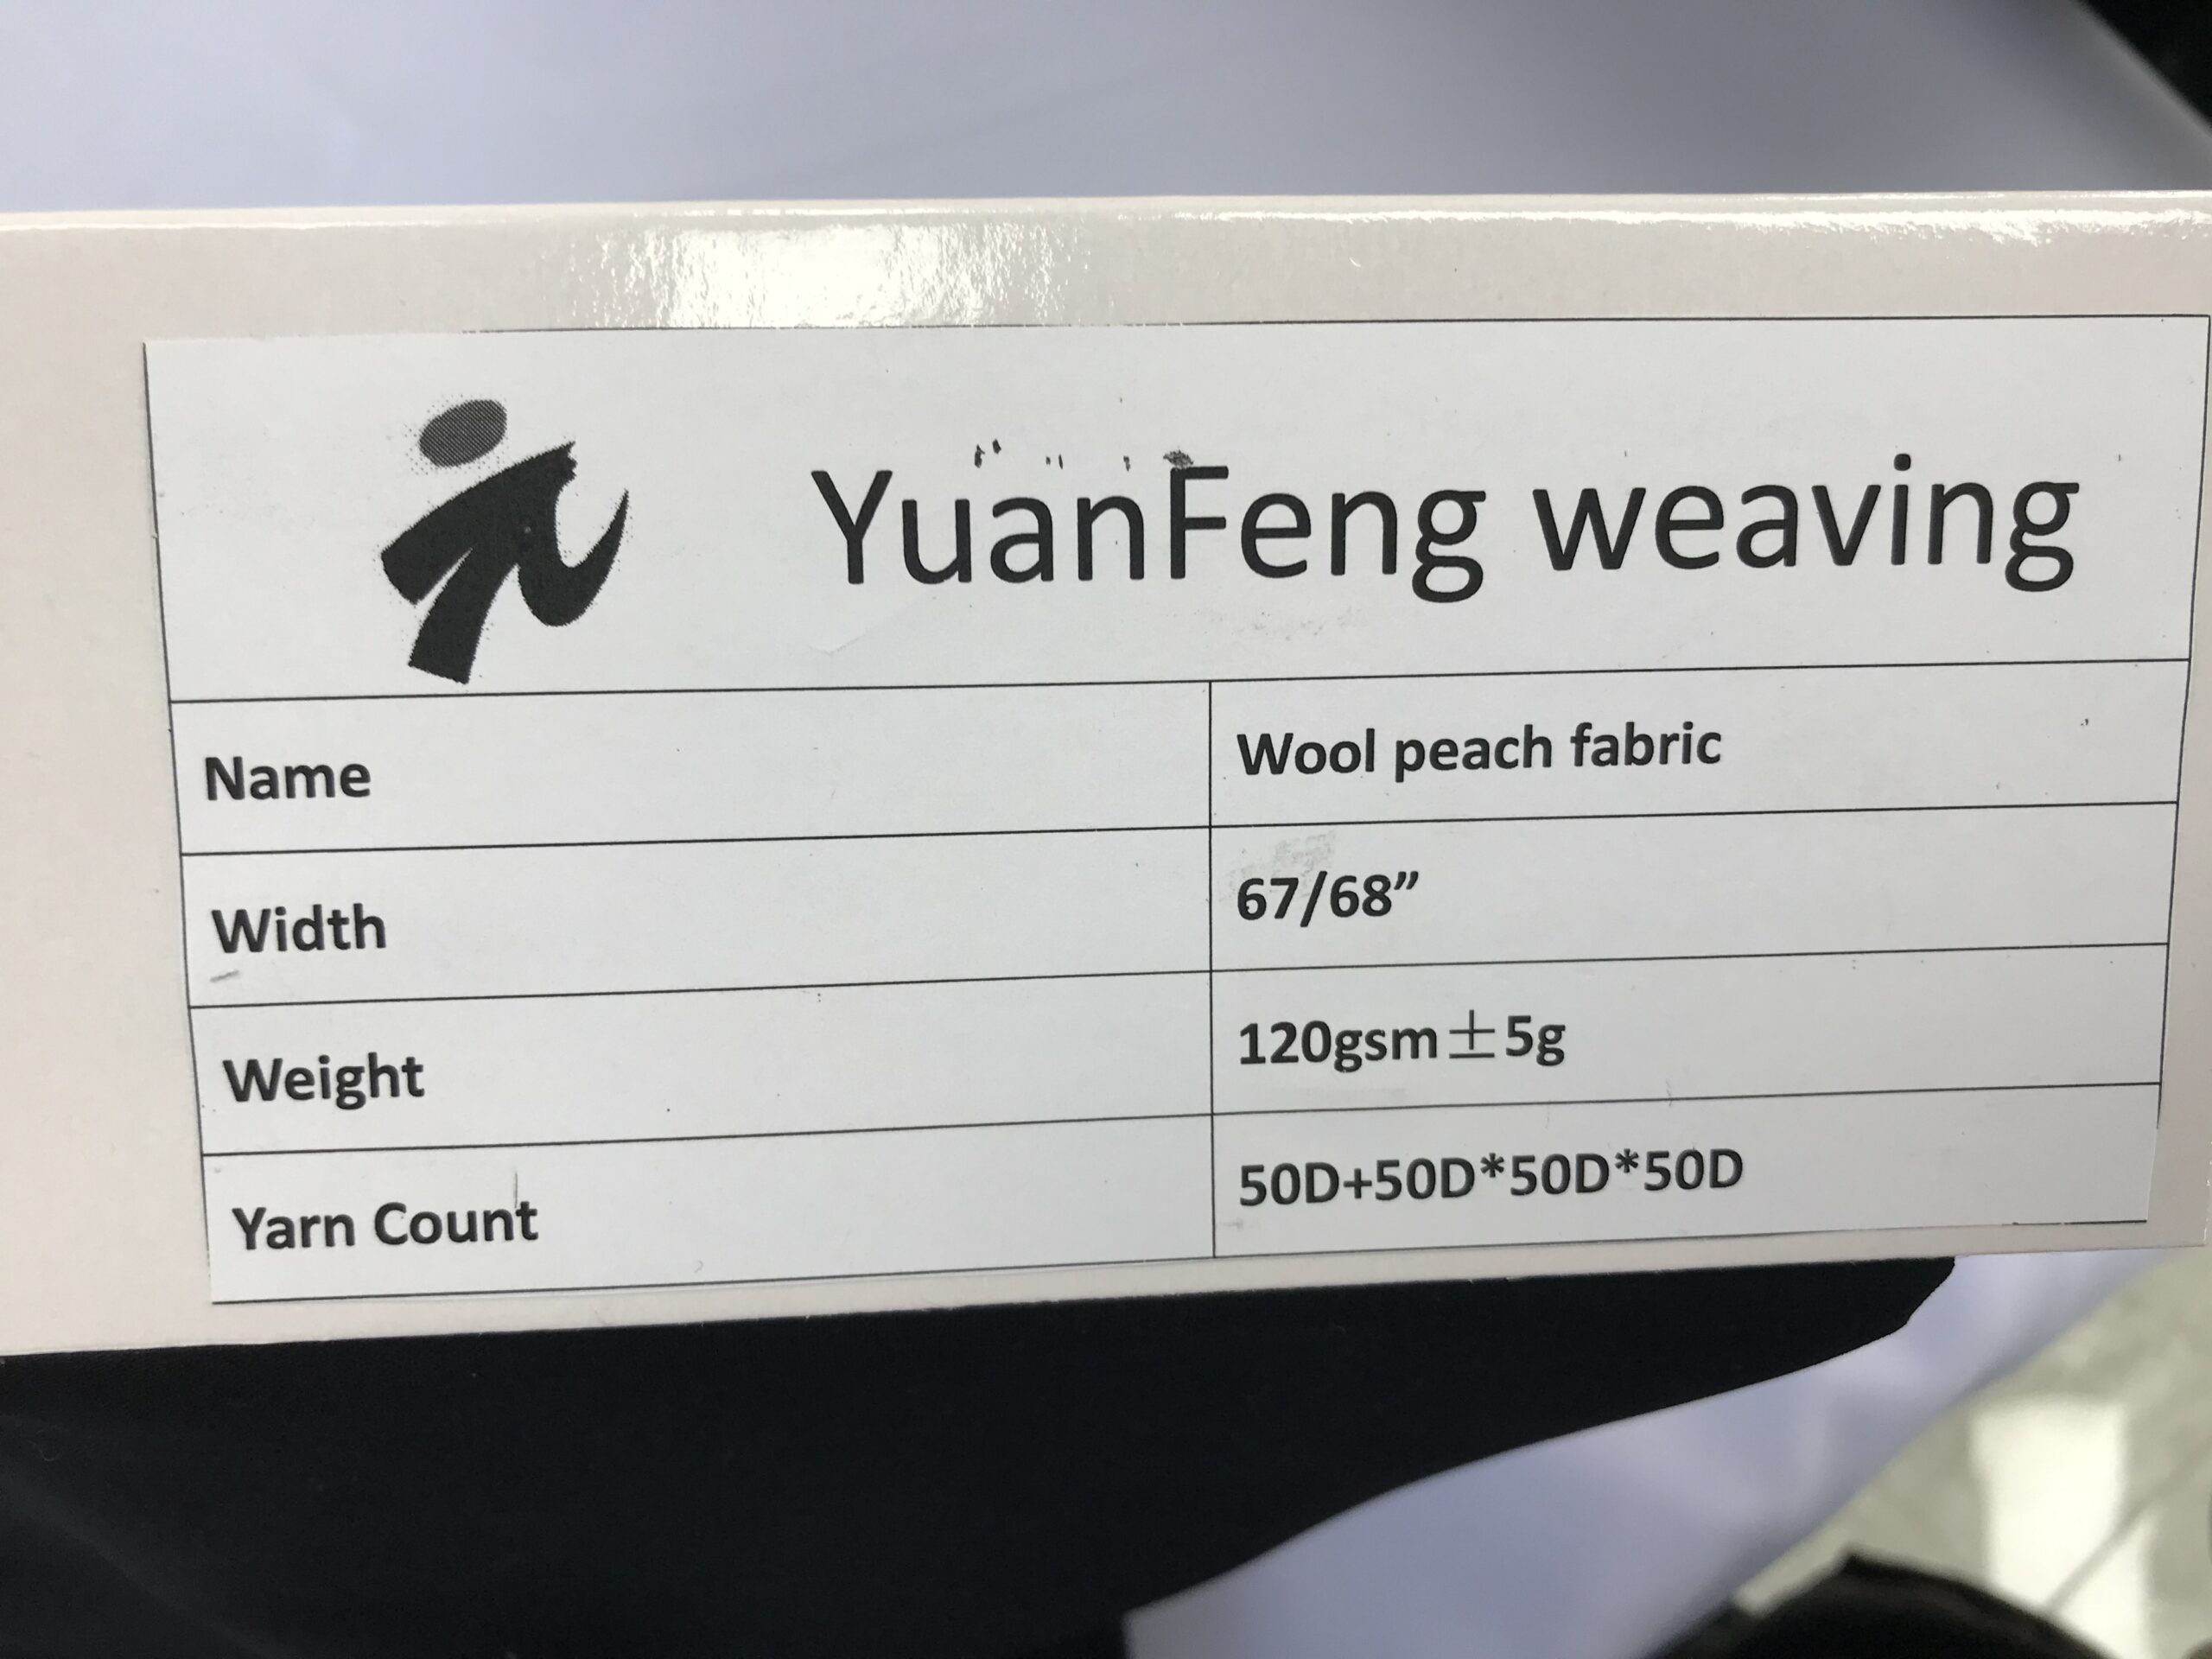 YuanFeng weaving
Name Wool peach fabric
Width 67/68”
Weight 120gsm±5g
Yarn Count 50D+50D*50D*50D